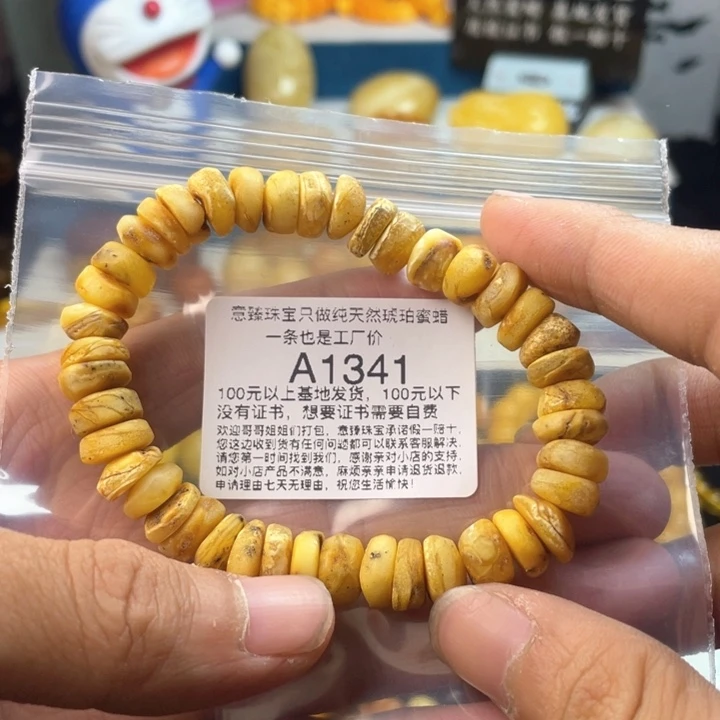 意臻珠宝只做纯天然琥珀蜜蜡
一条也是工厂价
A1341
100元以上基地发货，100元以下
没有证书，想要证书需要自费
欢迎哥哥姐姐们打包，意臻珠宝承诺假一赔十，
您这边收到货有任何问题都可以联系客服解决，
请您第一时间找到我们，感谢亲对小店的支持，
如对小店产品不满意，麻烦亲亲申请退货退款，
申请理由七天无理由，祝您生活愉快！